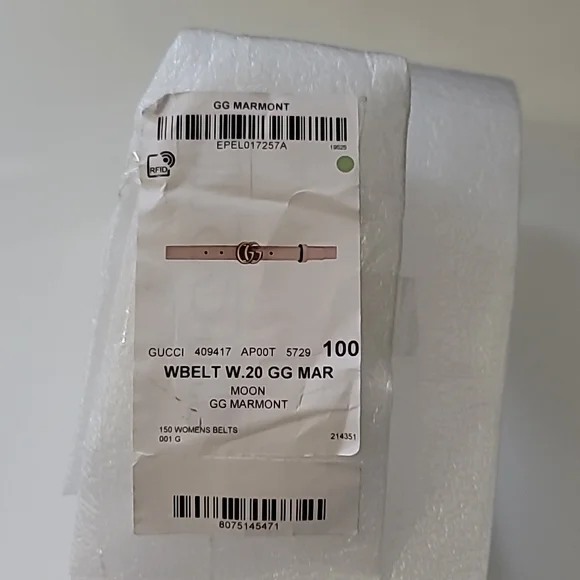 GG MARMONT
EPEL017257A
19525
RFID
GUCCI 409417 AP00T 5729 100
WBELT W.20 GG MAR
MOON
GG MARMONT
150 WOMENS BELTS
001 G
214351
8075145471